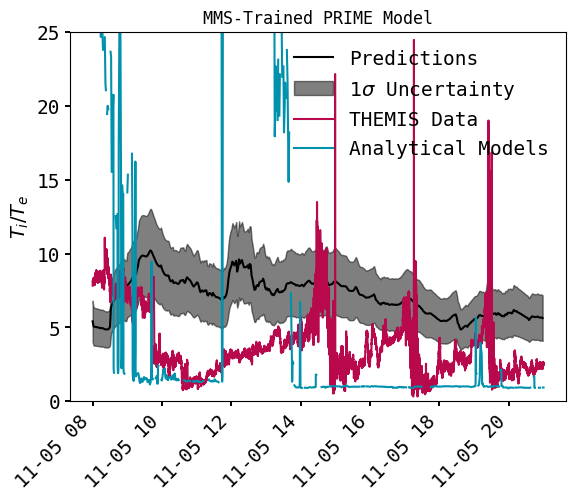 MMS-Trained PRIME Model
25
20
15
10
5
0
T_i/T_e
Predictions
1σ Uncertainty
THEMIS Data
Analytical Models
11-05 08
11-05 10
11-05 12
11-05 14
11-05 16
11-05 18
11-05 20